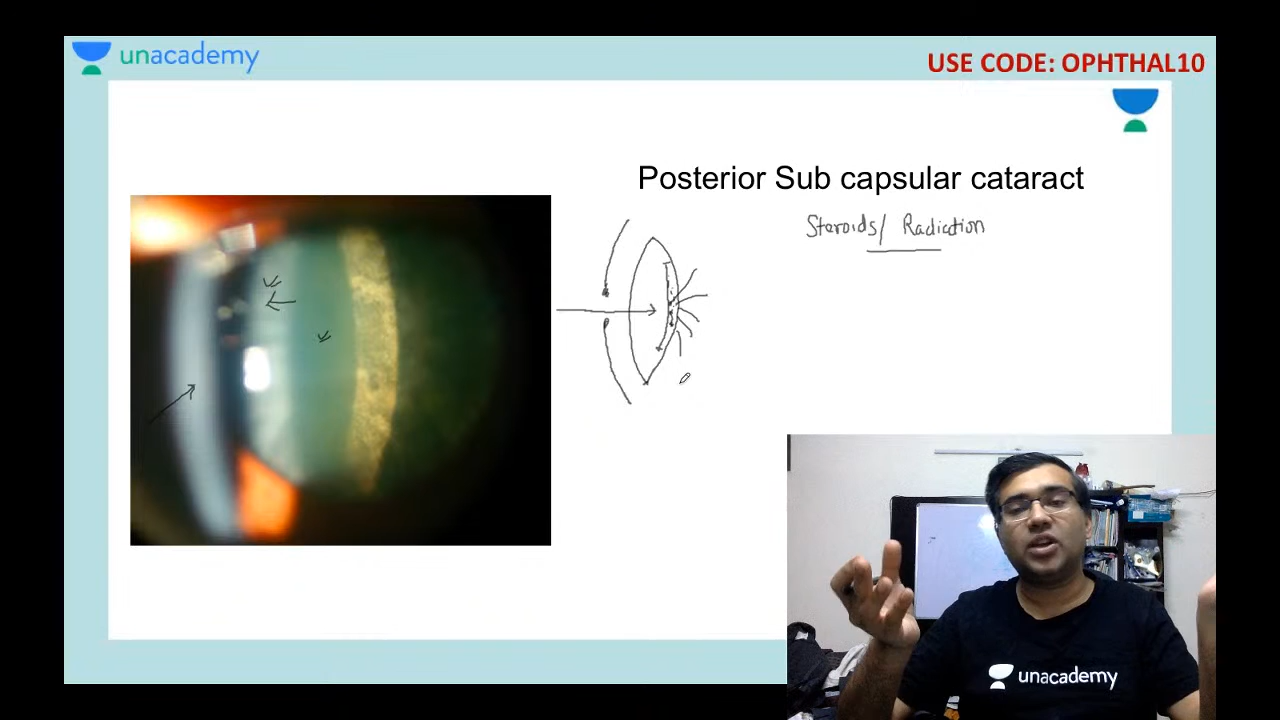 unacademy
USE CODE: OPHTHAL10
Posterior Sub capsular cataract
Steroids/ Radiation
unacademy